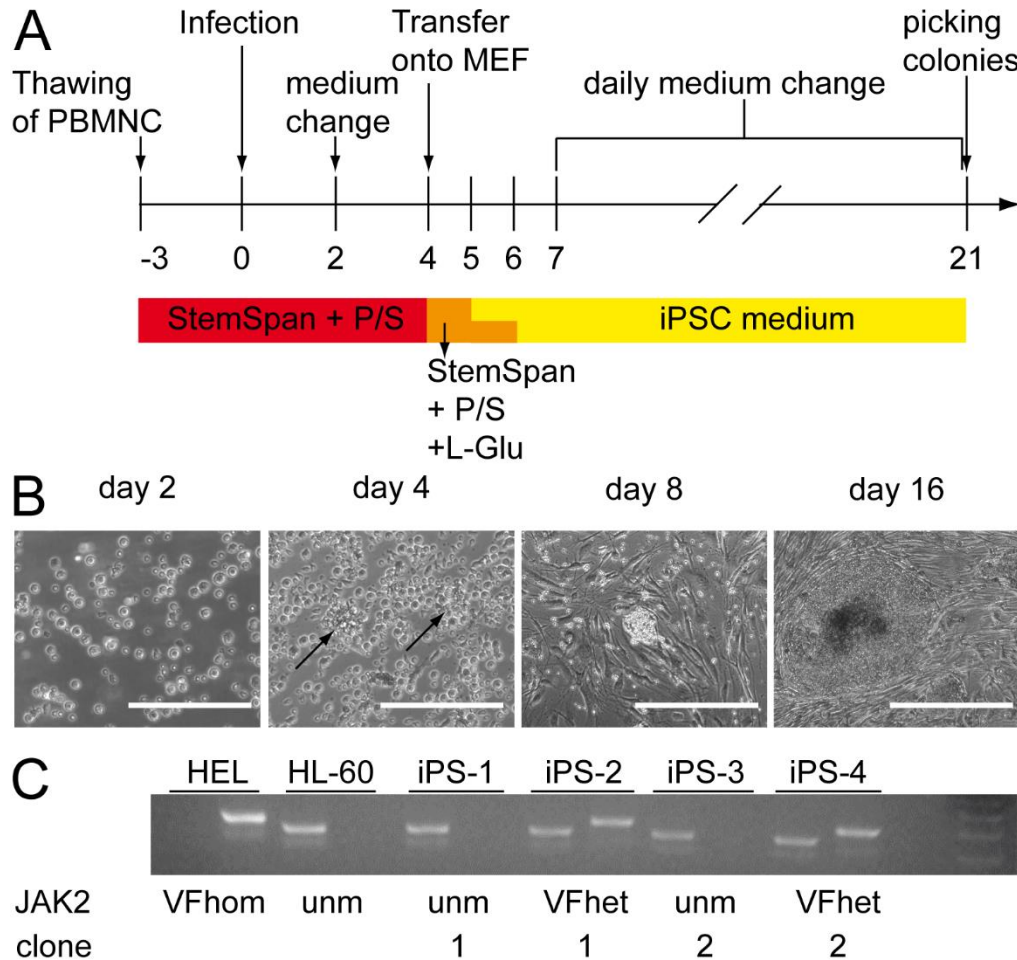 A
Infection
Transfer
onto MEF
picking
colonies
Thawing
of PBMNC
medium
change
daily medium change
-3 0 2 4 5 6 7 21
StemSpan + P/S
iPSC medium
StemSpan
+ P/S
+L-Glu
B
day 2 day 4 day 8 day 16
C
HEL HL-60 iPS-1 iPS-2 iPS-3 iPS-4
JAK2 VFhom unm unm VFhet unm VFhet
clone 1 1 2 2